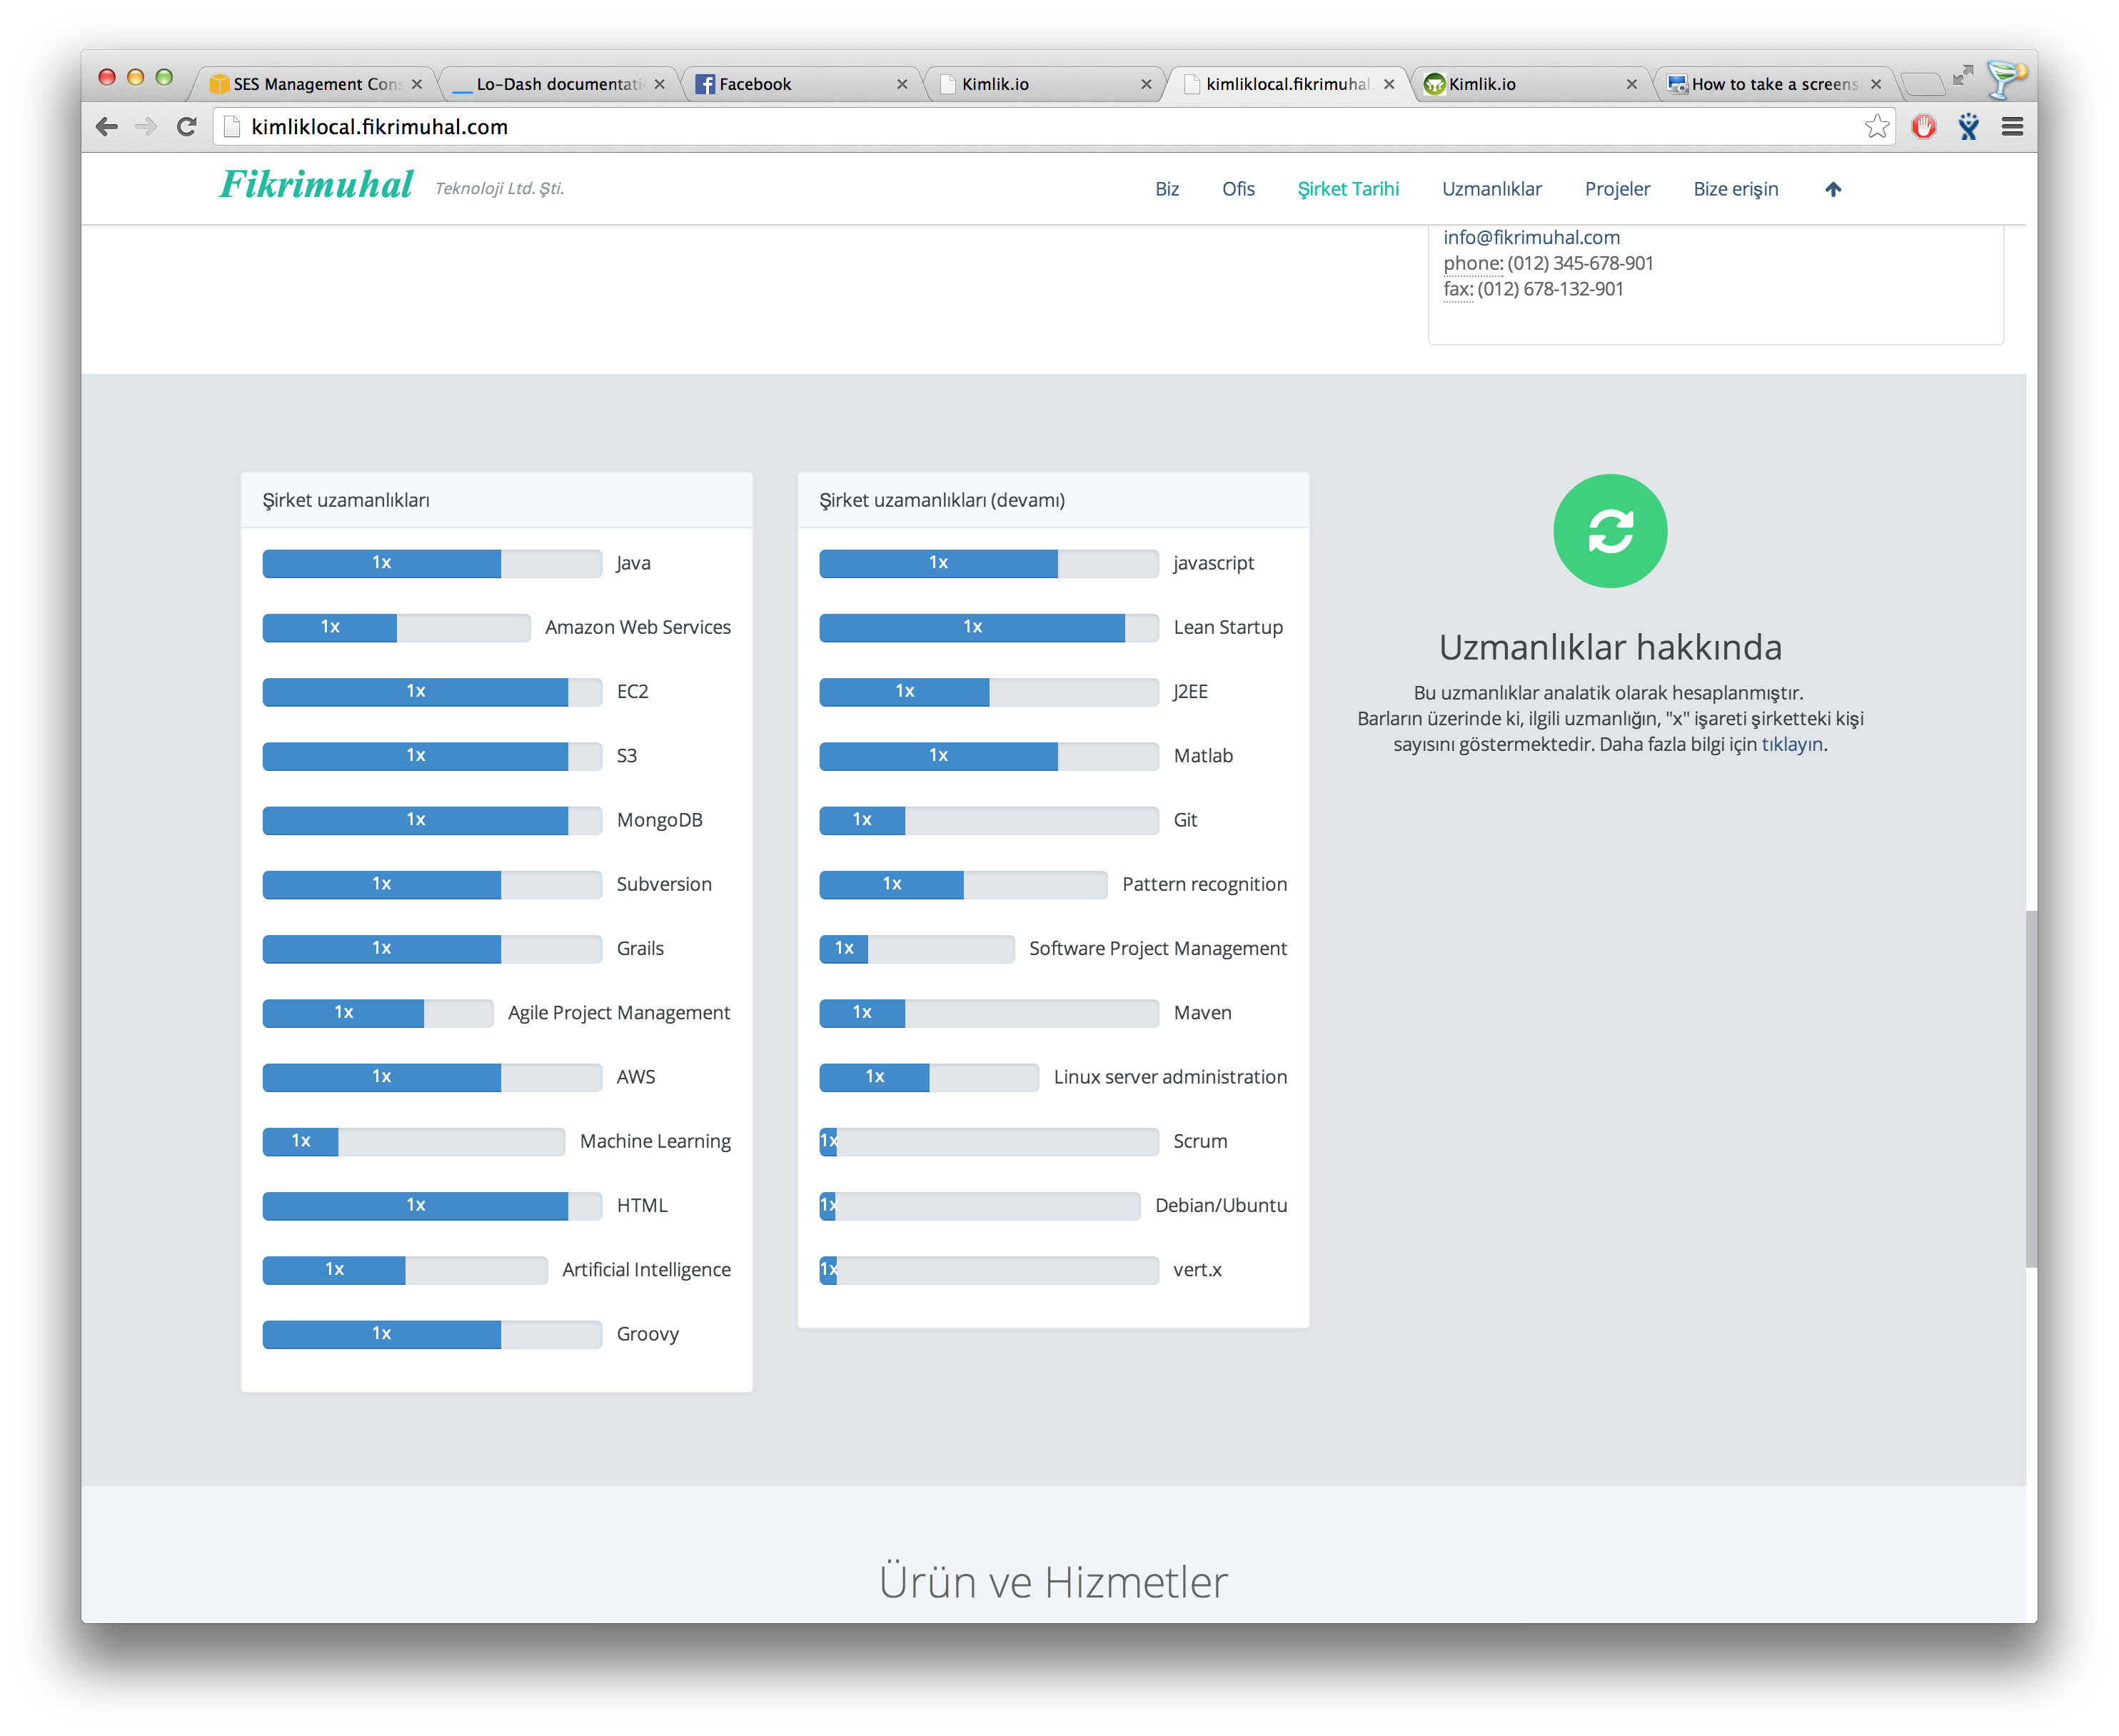 SES Management Cons
Lo-Dash documentati
Facebook
Kimlik.io
kimliklocal.fikrimuhal.
Kimlik.io
How to take a screens
kimliklocal.fikrimuhal.com
Fikrimuhal Teknoloji Ltd. Şti.
Biz Ofis Şirket Tarihi Uzmanlıklar Projeler Bize erişin
info@fikrimuhal.com
phone: (012) 345-678-901
fax: (012) 678-132-901
Şirket uzamanlıkları
1x Java
1x Amazon Web Services
1x EC2
1x S3
1x MongoDB
1x Subversion
1x Grails
1x Agile Project Management
1x AWS
1x Machine Learning
1x HTML
1x Artificial Intelligence
1x Groovy
Şirket uzamanlıkları (devamı)
1x javascript
1x Lean Startup
1x J2EE
1x Matlab
1x Git
1x Pattern recognition
1x Software Project Management
1x Maven
1x Linux server administration
1x Scrum
1x Debian/Ubuntu
1x vert.x
Uzmanlıklar hakkında
Bu uzmanlıklar analatik olarak hesaplanmıştır.
Barların üzerinde ki, ilgili uzmanlığın, "x" işareti şirketteki kişi
sayısını göstermektedir. Daha fazla bilgi için tıklayın.
Ürün ve Hizmetler